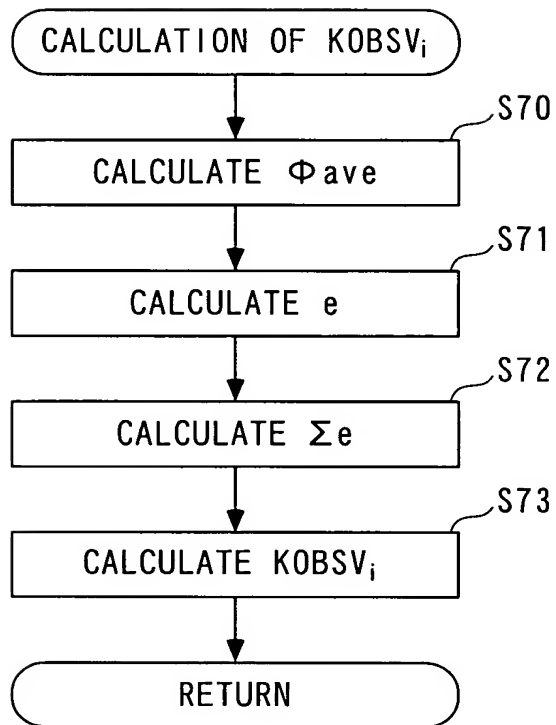 CALCULATION OF KOBSVi
S70
CALCULATE Φave
S71
CALCULATE e
S72
CALCULATE Σe
S73
CALCULATE KOBSVi
RETURN